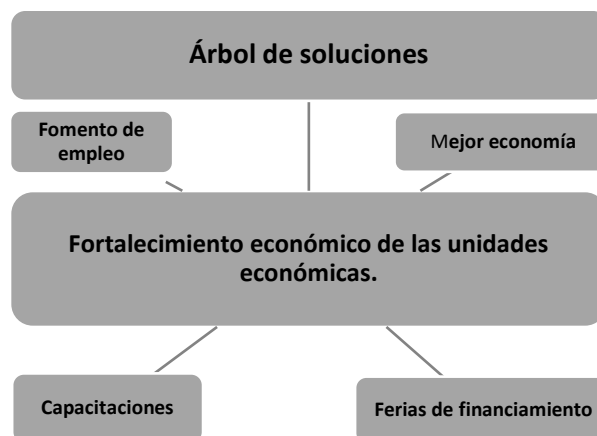 Árbol de soluciones
Fomento de
empleo
Mejor economía
Fortalecimiento económico de las unidades
económicas.
Capacitaciones
Ferias de financiamiento